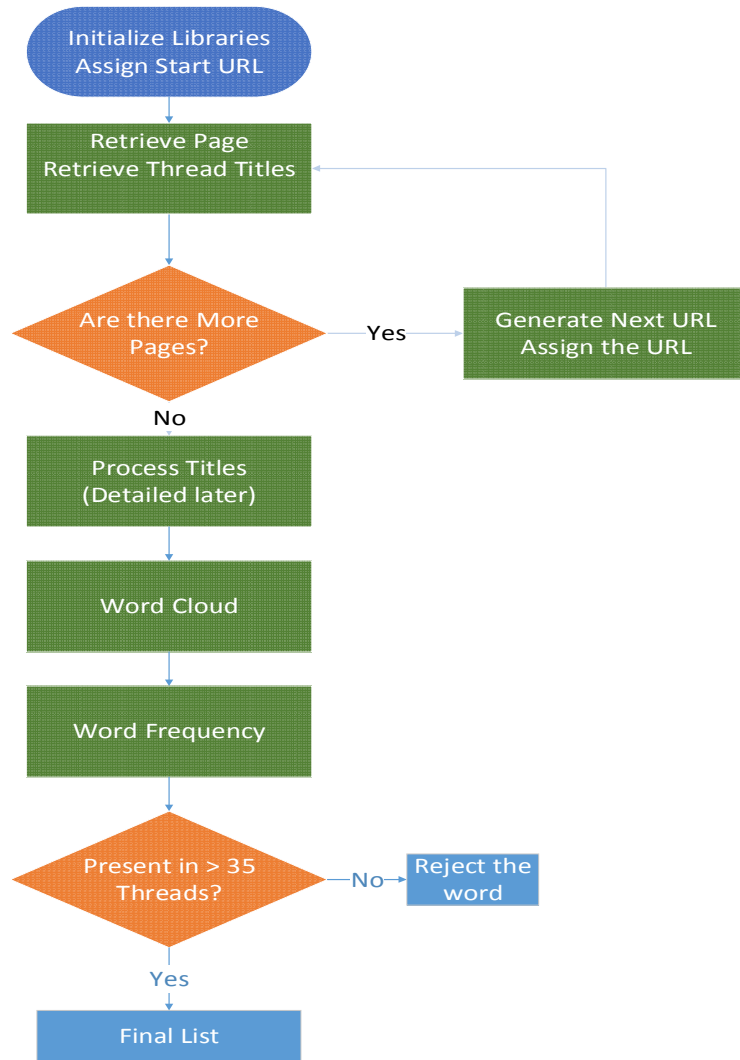 Initialize Libraries
Assign Start URL
Retrieve Page
Retrieve Thread Titles
Are there More
Pages?
Yes
Generate Next URL
Assign the URL
No
Process Titles
(Detailed later)
Word Cloud
Word Frequency
Present in > 35
Threads?
No
Reject the
word
Yes
Final List